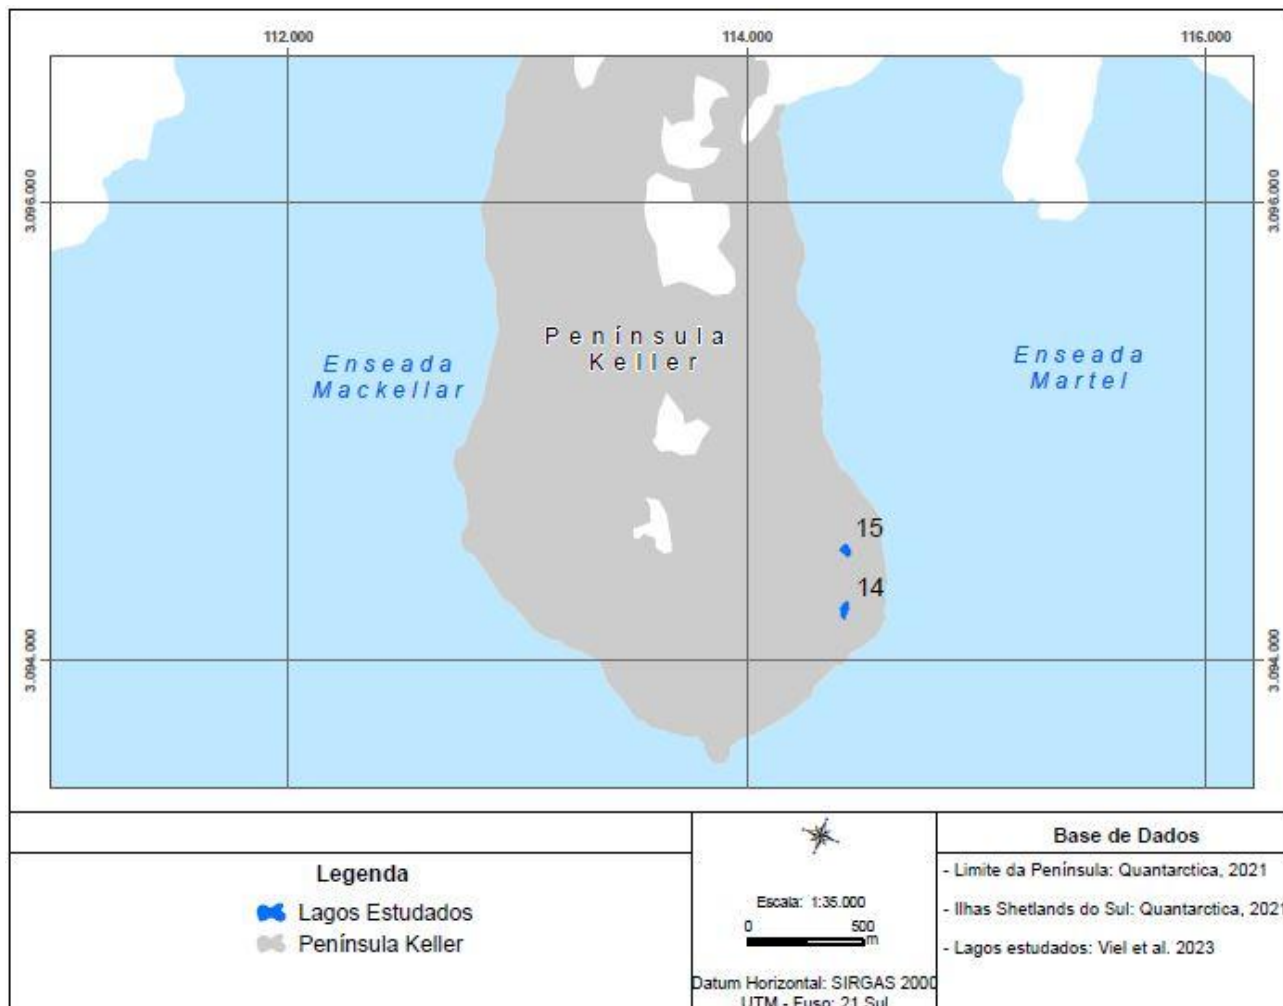 112.000 114.000 116.000
3.096.000 3.096.000
Península
Keller
Enseada
Mackellar
Enseada
Martel
15
14
3.094.000 3.094.000
Legenda
Lagos Estudados
Península Keller
Escala: 1:35.000
0 500
m
Datum Horizontal: SIRGAS 2000
UTM - Fuso: 21 Sul
Base de Dados
- Limite da Península: Quantarctica, 2021
- Ilhas Shetlands do Sul: Quantarctica, 2021
- Lagos estudados: Viel et al. 2023